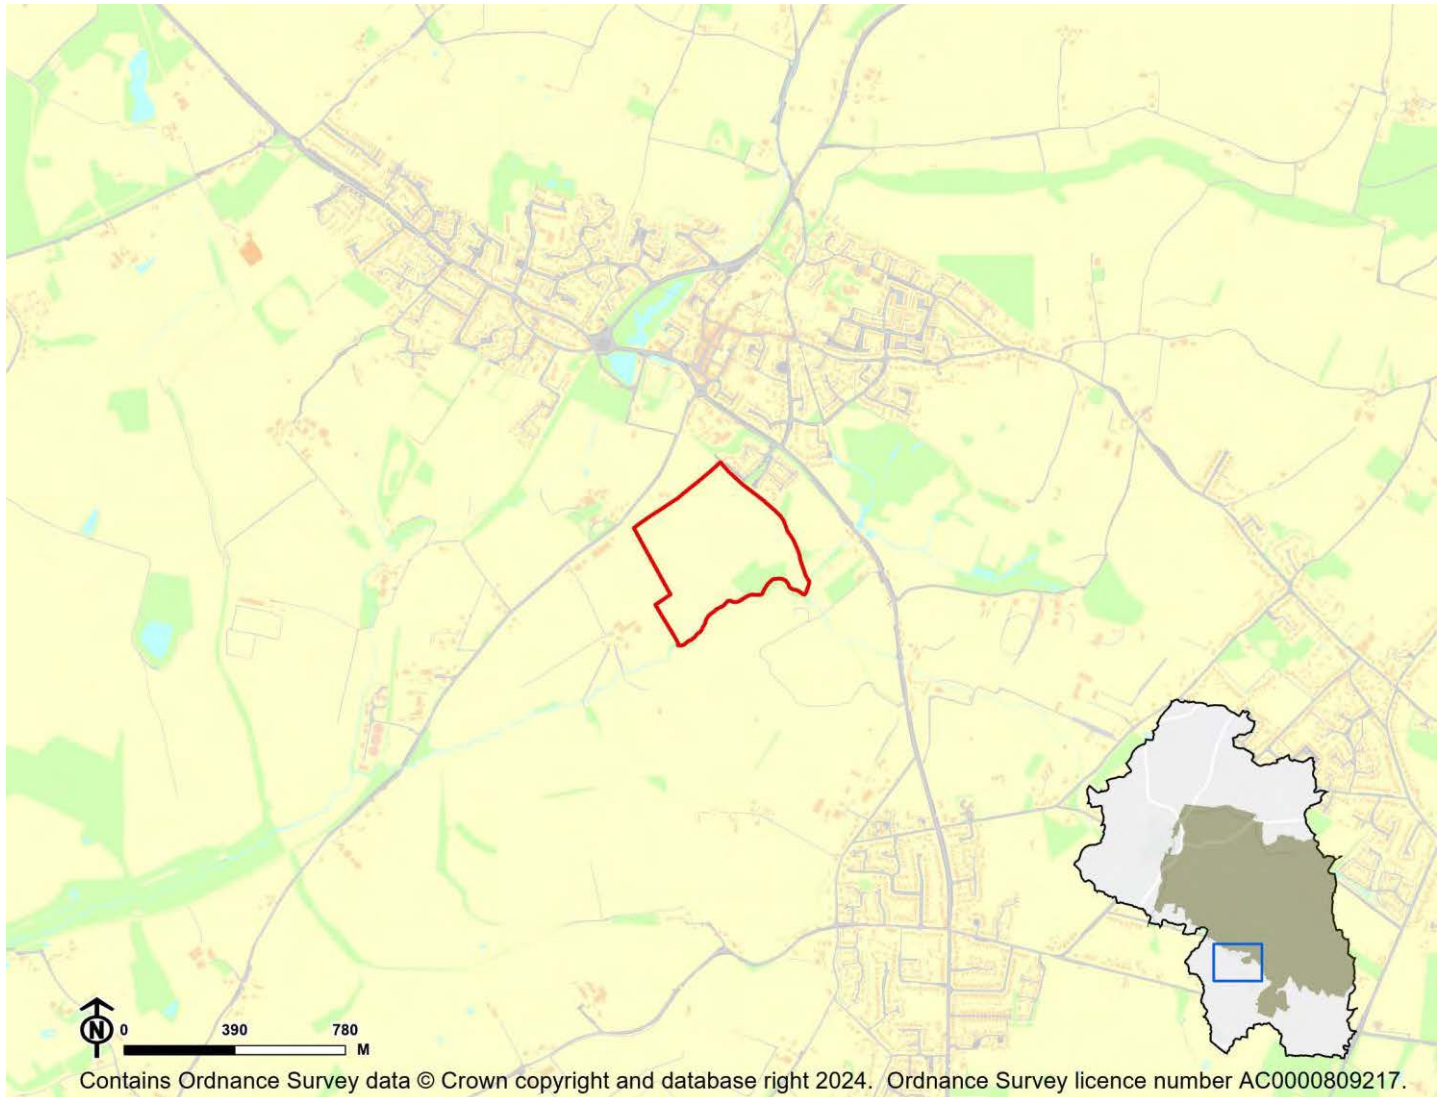 N
0 390 780
M
Contains Ordnance Survey data © Crown copyright and database right 2024. Ordnance Survey licence number AC0000809217.